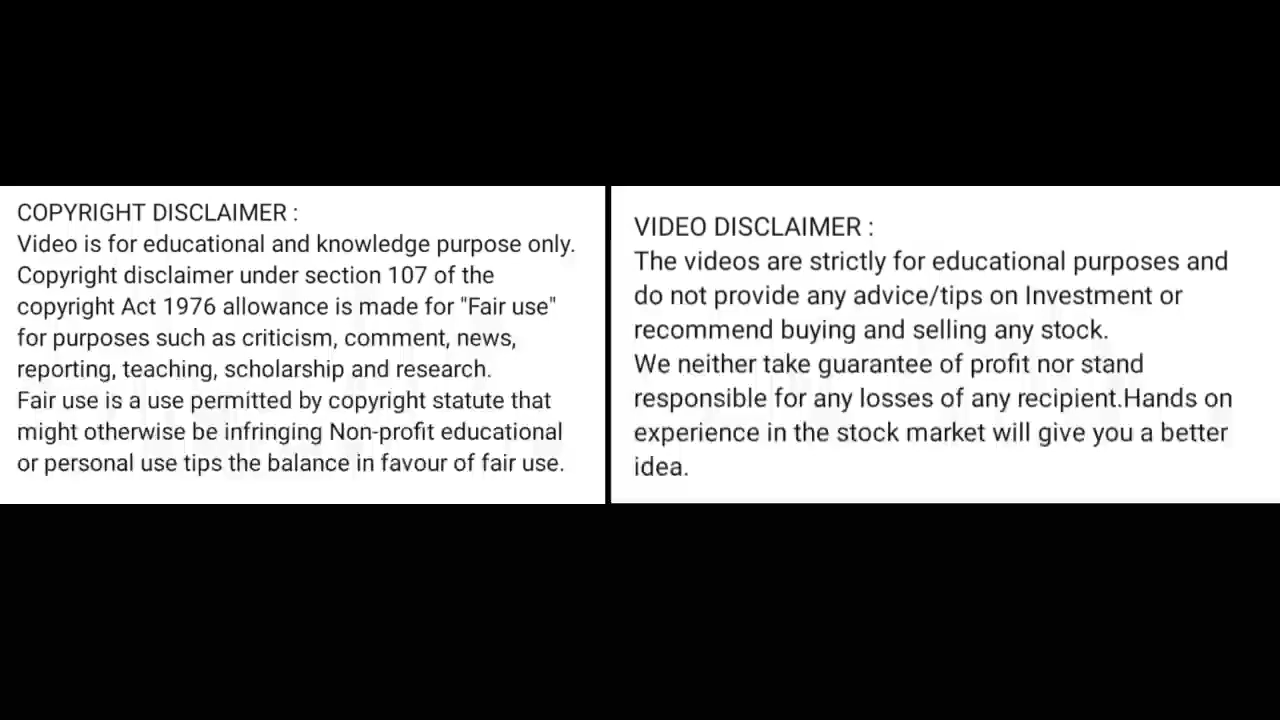 COPYRIGHT DISCLAIMER :
Video is for educational and knowledge purpose only.
Copyright disclaimer under section 107 of the
copyright Act 1976 allowance is made for "Fair use"
for purposes such as criticism, comment, news,
reporting, teaching, scholarship and research.
Fair use is a use permitted by copyright statute that
might otherwise be infringing Non-profit educational
or personal use tips the balance in favour of fair use.
VIDEO DISCLAIMER :
The videos are strictly for educational purposes and
do not provide any advice/tips on Investment or
recommend buying and selling any stock.
We neither take guarantee of profit nor stand
responsible for any losses of any recipient.Hands on
experience in the stock market will give you a better
idea.